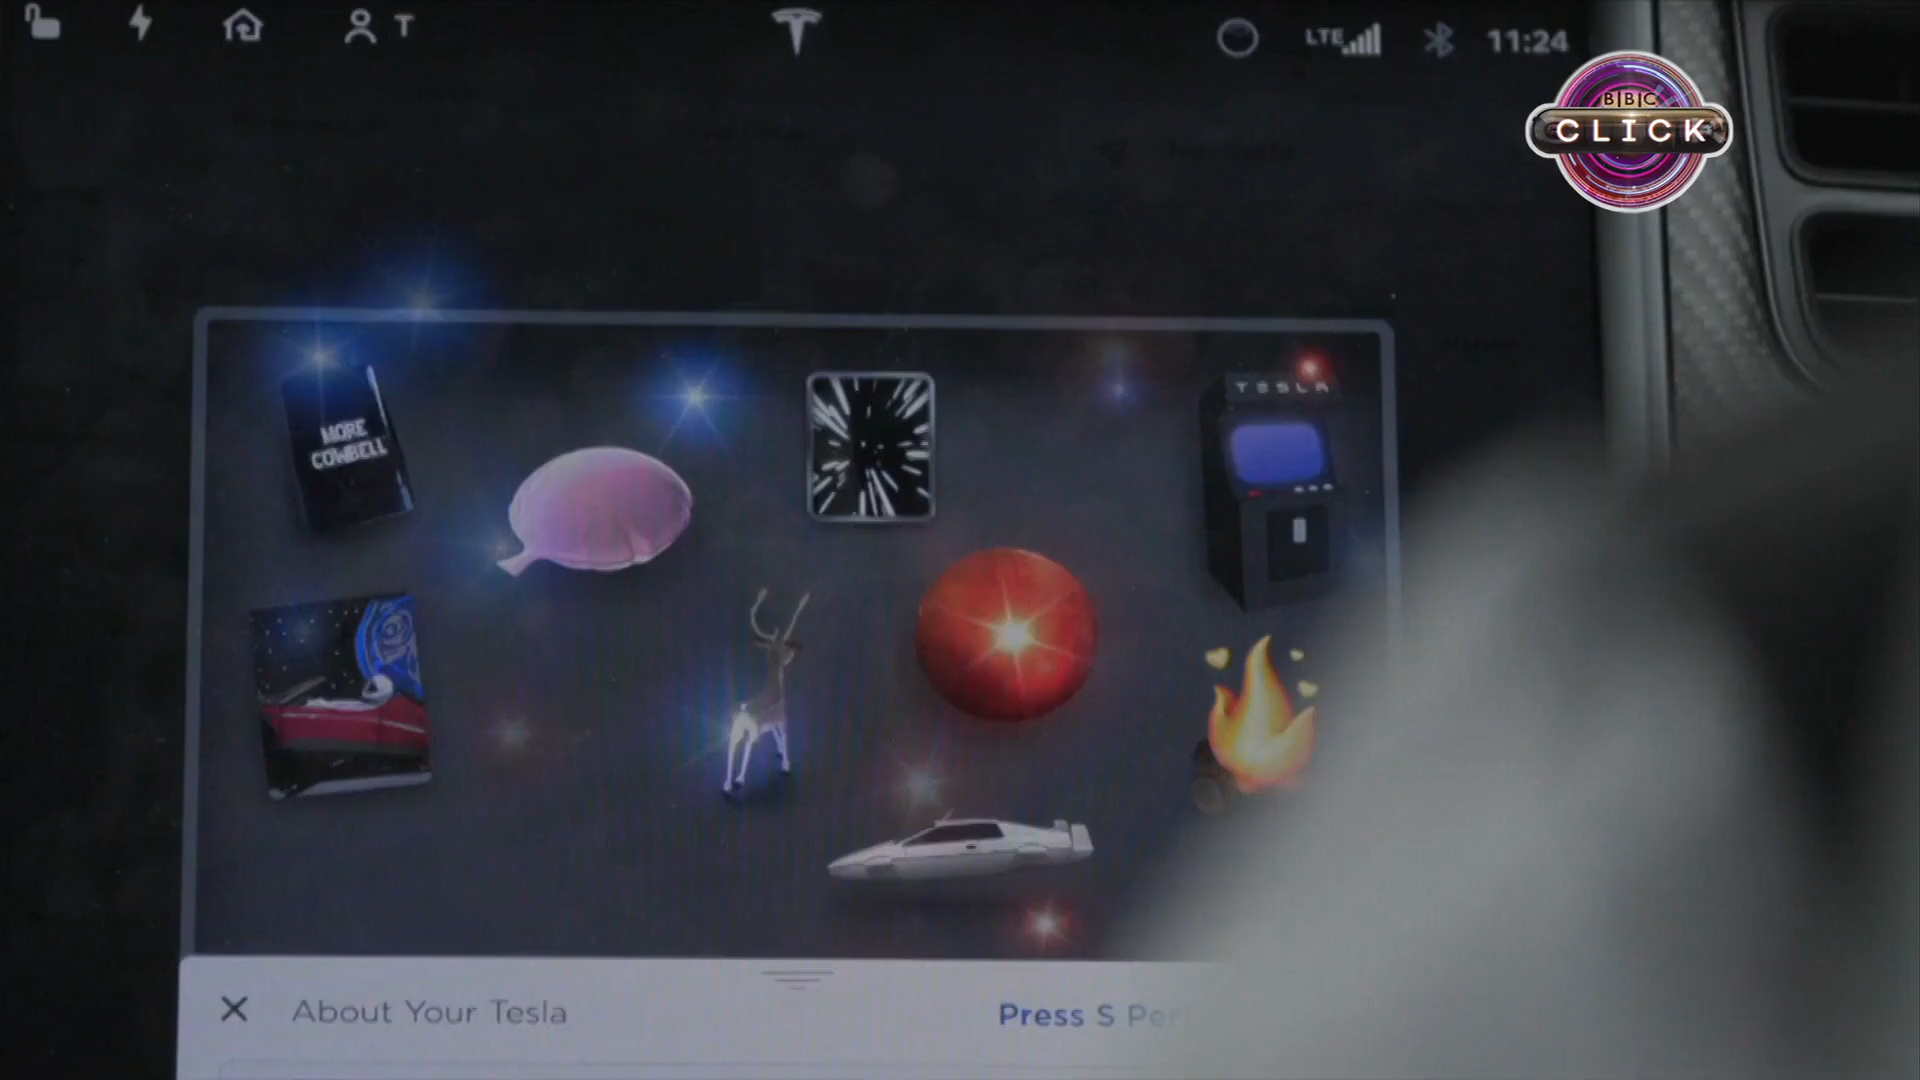 T
LTE
11:24
BBC
CLICK
TESLA
MORE
COWBELL
About Your Tesla
Press S